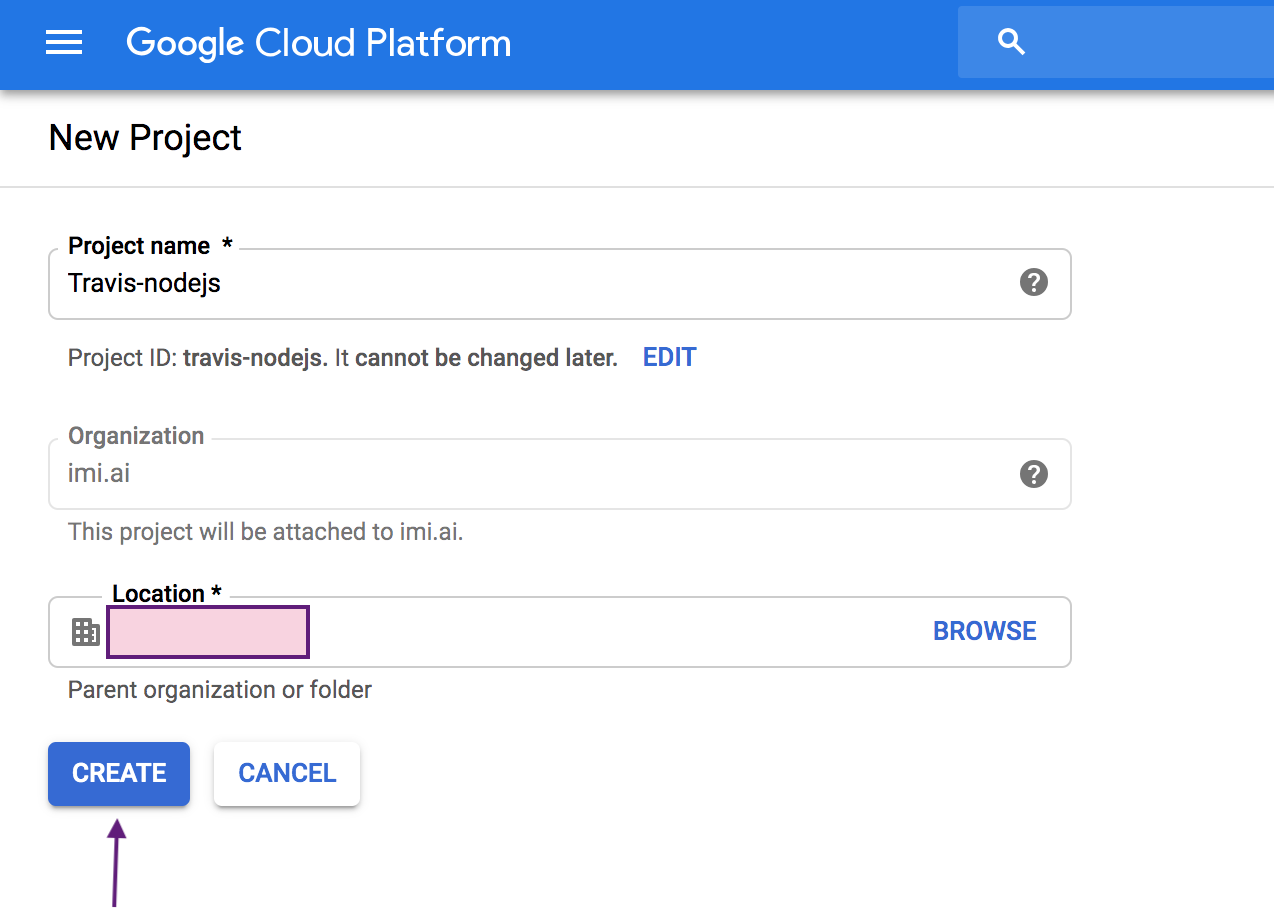 Google Cloud Platform
New Project
Project name *
Travis-nodejs
Project ID: travis-nodejs. It cannot be changed later. EDIT
Organization
imi.ai
This project will be attached to imi.ai.
Location *
BROWSE
Parent organization or folder
CREATE CANCEL